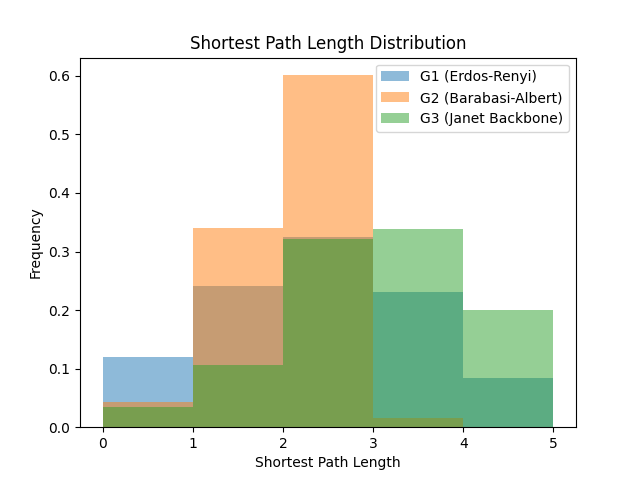 Shortest Path Length Distribution
G1 (Erdos-Renyi)
G2 (Barabasi-Albert)
G3 (Janet Backbone)
Frequency
0.6
0.5
0.4
0.3
0.2
0.1
0.0
0 1 2 3 4 5
Shortest Path Length